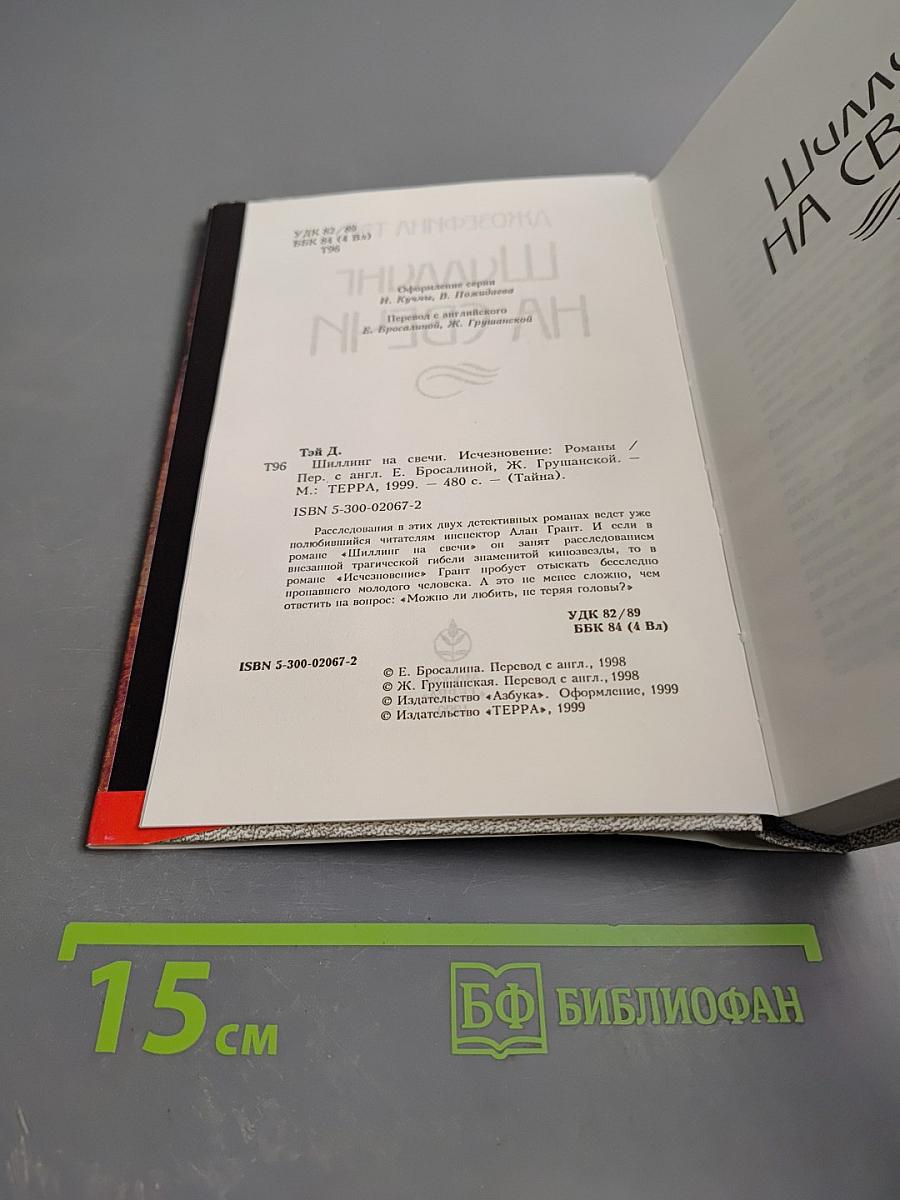 УДК 82/89
ББК 84 (4 Вл)
Т96
Оформление серии
И. Кучмы, В. Пожидаева
Перевод с английского
Е. Бросалиной, Ж. Грушанской
Тэй Д.
Т96 Шиллинг на свечи. Исчезновение: Романы /
Пер. с англ. Е. Бросалиной, Ж. Грушанской. —
М.: ТЕРРА, 1999. — 480 с. — (Тайна).
ISBN 5-300-02067-2
Расследования в этих двух детективных романах ведет уже
полюбившийся читателям инспектор Алан Грант. И если в
романе «Шиллинг на свечи» он занят расследованием
внезапной трагической гибели знаменитой кинозвезды, то в
романе «Исчезновение» Грант пробует отыскать бесследно
пропавшего молодого человека. А это не менее сложно, чем
ответить на вопрос: «Можно ли любить, не теряя головы?»
УДК 82/89
ББК 84 (4 Вл)
ISBN 5-300-02067-2
© Е. Бросалина. Перевод с англ., 1998
© Ж. Грушанская. Перевод с англ., 1998
© Издательство «Азбука». Оформление, 1999
© Издательство «ТЕРРА», 1999
НА
15 см
БФ БИБЛИОФАН